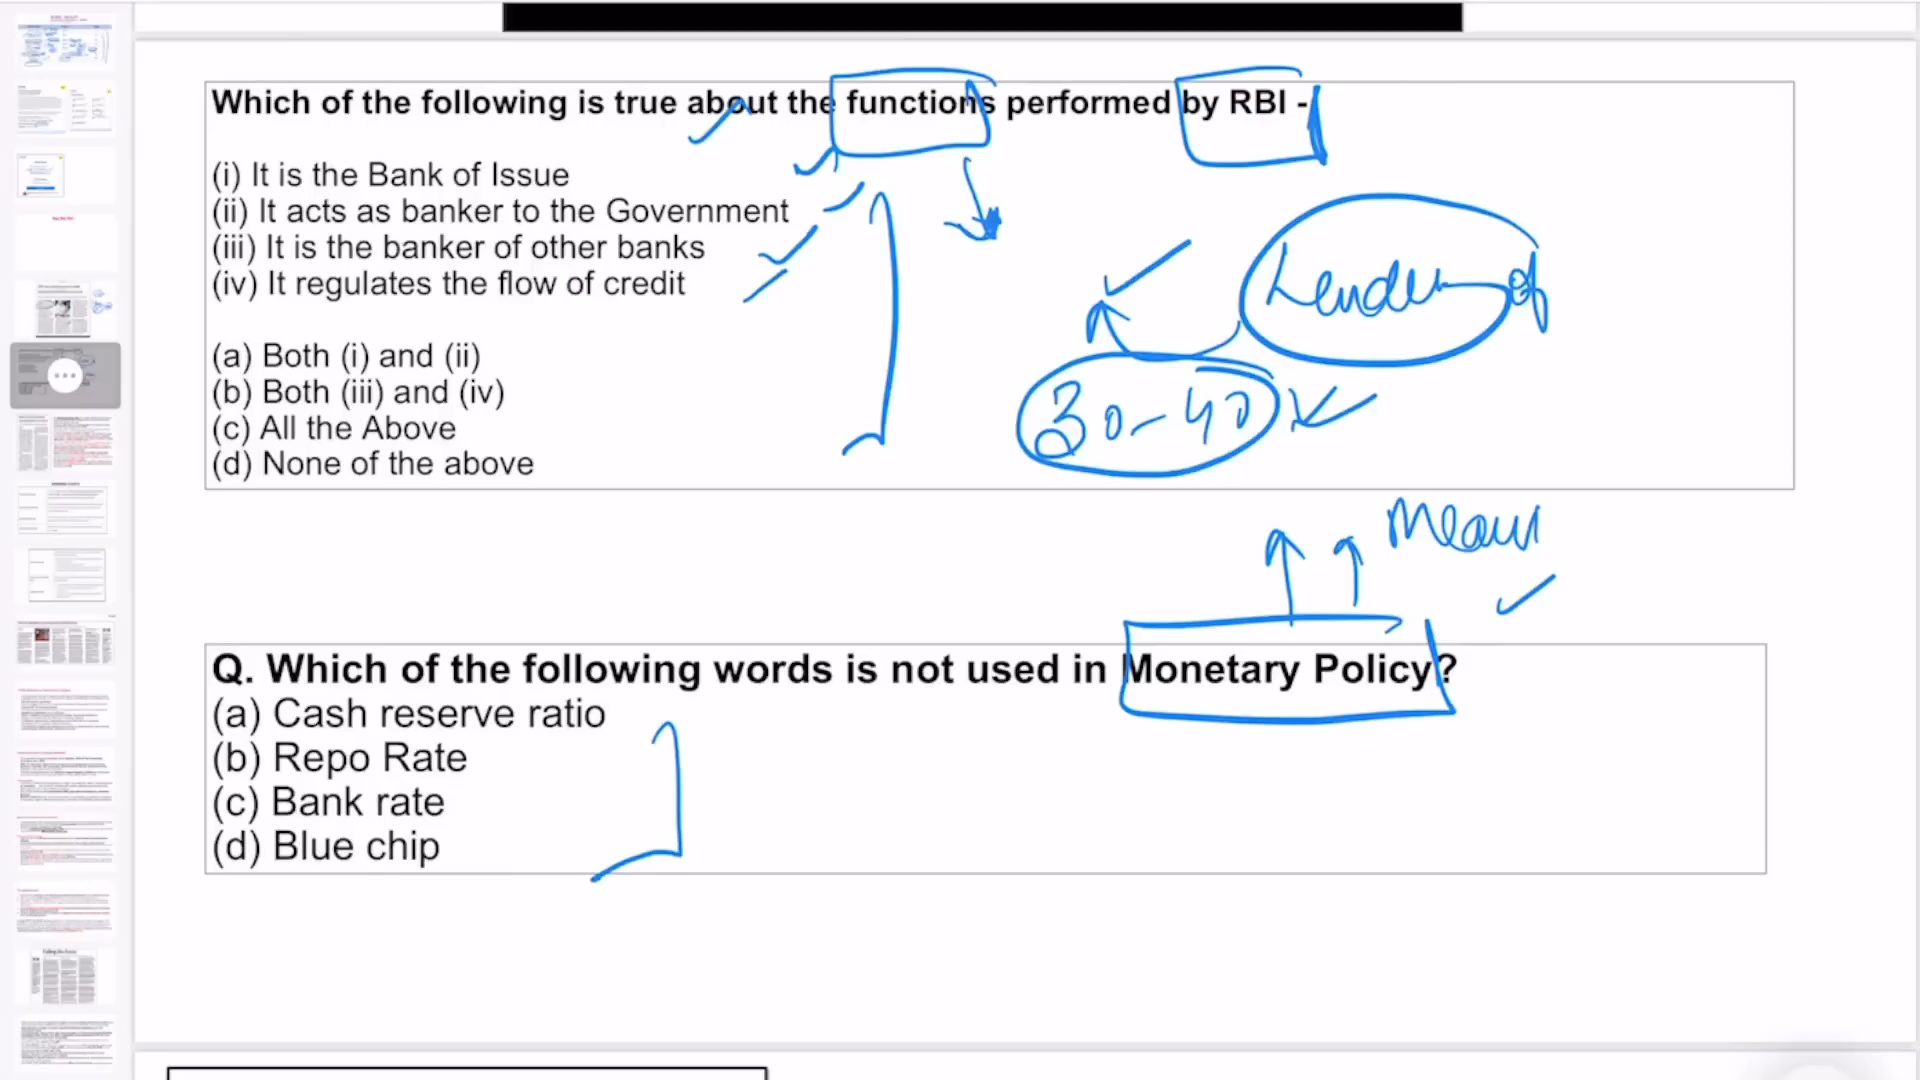 Which of the following is true about the functions performed by RBI -
(i) It is the Bank of Issue
(ii) It acts as banker to the Government
(iii) It is the banker of other banks
(iv) It regulates the flow of credit
(a) Both (i) and (ii)
(b) Both (iii) and (iv)
(c) All the Above
(d) None of the above
Lender of
30-40
Q. Which of the following words is not used in Monetary Policy?
(a) Cash reserve ratio
(b) Repo Rate
(c) Bank rate
(d) Blue chip